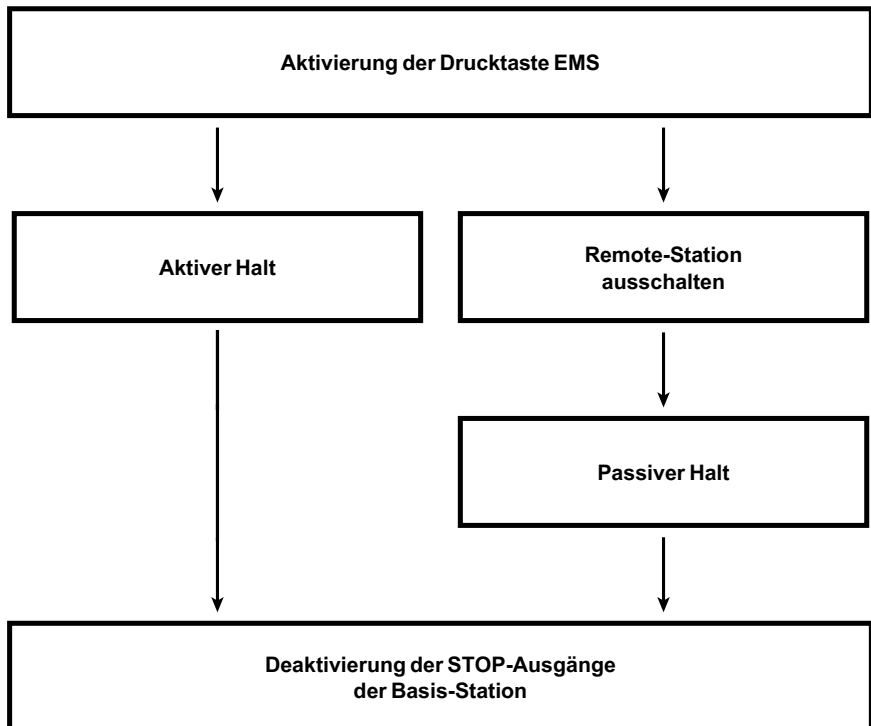 Aktivierung der Drucktaste EMS
Aktiver Halt
Remote-Station
ausschalten
Passiver Halt
Deaktivierung der STOP-Ausgänge
der Basis-Station